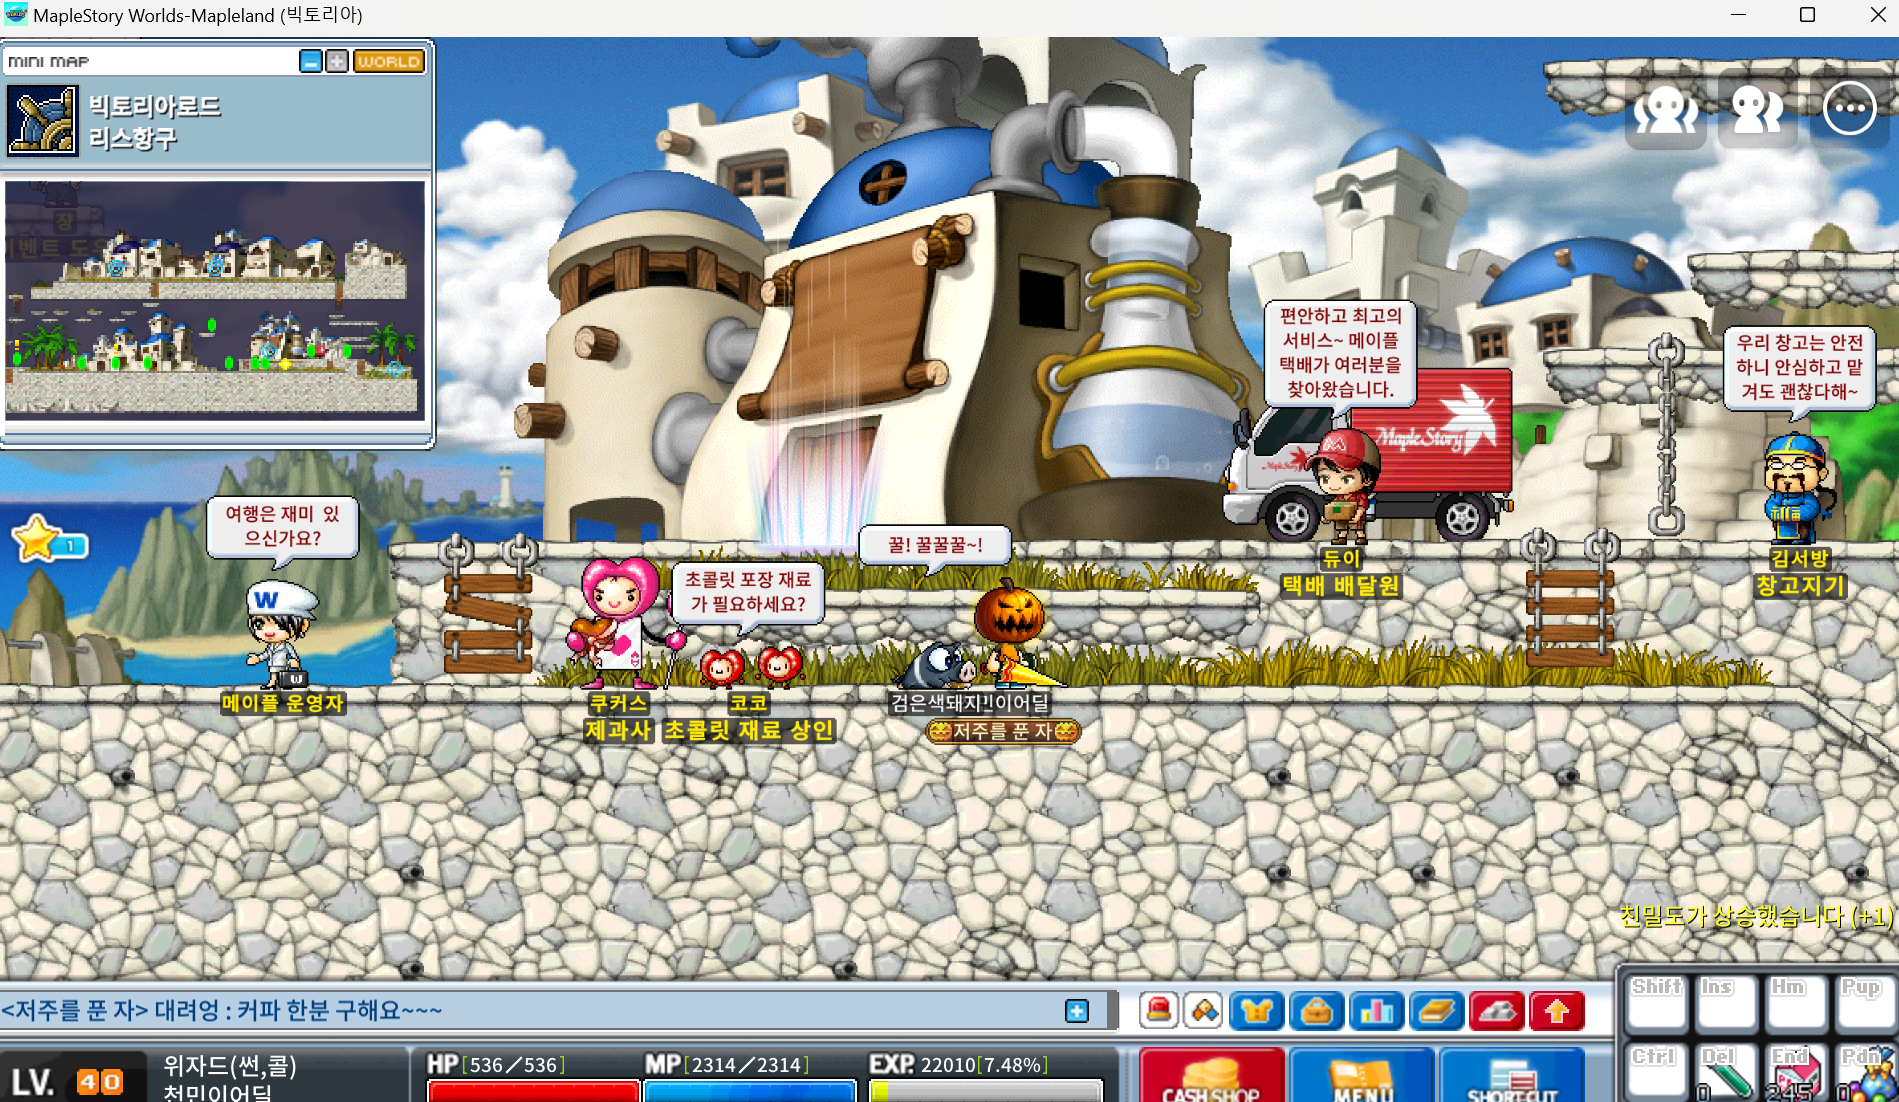 MapleStory Worlds-Mapleland (빅토리아)
MINI MAP
WORLD
빅토리아로드
리스항구
1
여행은 재미 있
으신가요?
W
메이플 운영자
초콜릿 포장 재료
가 필요하세요?
쿠커스
제과사
코코
초콜릿 재료 상인
꿀! 꿀꿀꿀~!
검은색돼지
이어딜
저주를 푼 자
편안하고 최고의
서비스~ 메이플
택배가 여러분을
찾아왔습니다.
MapleStory
듀이
택배 배달원
우리 창고는 안전
하니 안심하고 맡
겨도 괜찮다해~
김서방
창고지기
친밀도가 상승했습니다 (+1)
<저주를 푼 자> 대려엉 : 커파 한분 구해요~~~
Shift Ins Hm Pup
Ctrl Del End Pdn
0 245 0
LV. 40
위자드(썬,콜)
천민이어딜
HP[536/536]
MP[2314/2314]
EXP. 22010[7.48%]
CASH SHOP
MENU
SHORTCUT